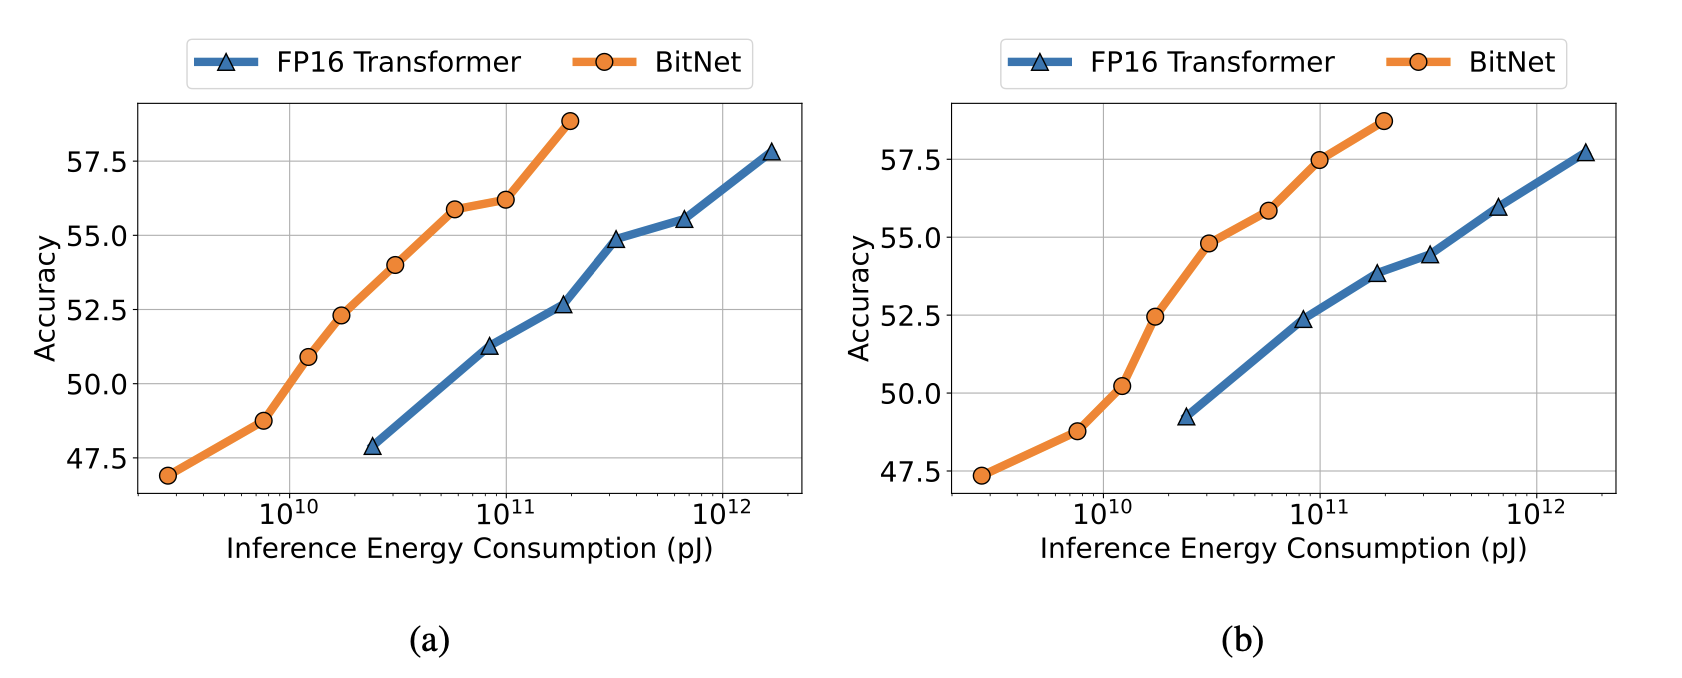 FP16 Transformer BitNet
57.5
55.0
52.5
50.0
47.5
Accuracy
10^10 10^11 10^12
Inference Energy Consumption (pJ)
(a)
FP16 Transformer BitNet
57.5
55.0
52.5
50.0
47.5
Accuracy
10^10 10^11 10^12
Inference Energy Consumption (pJ)
(b)